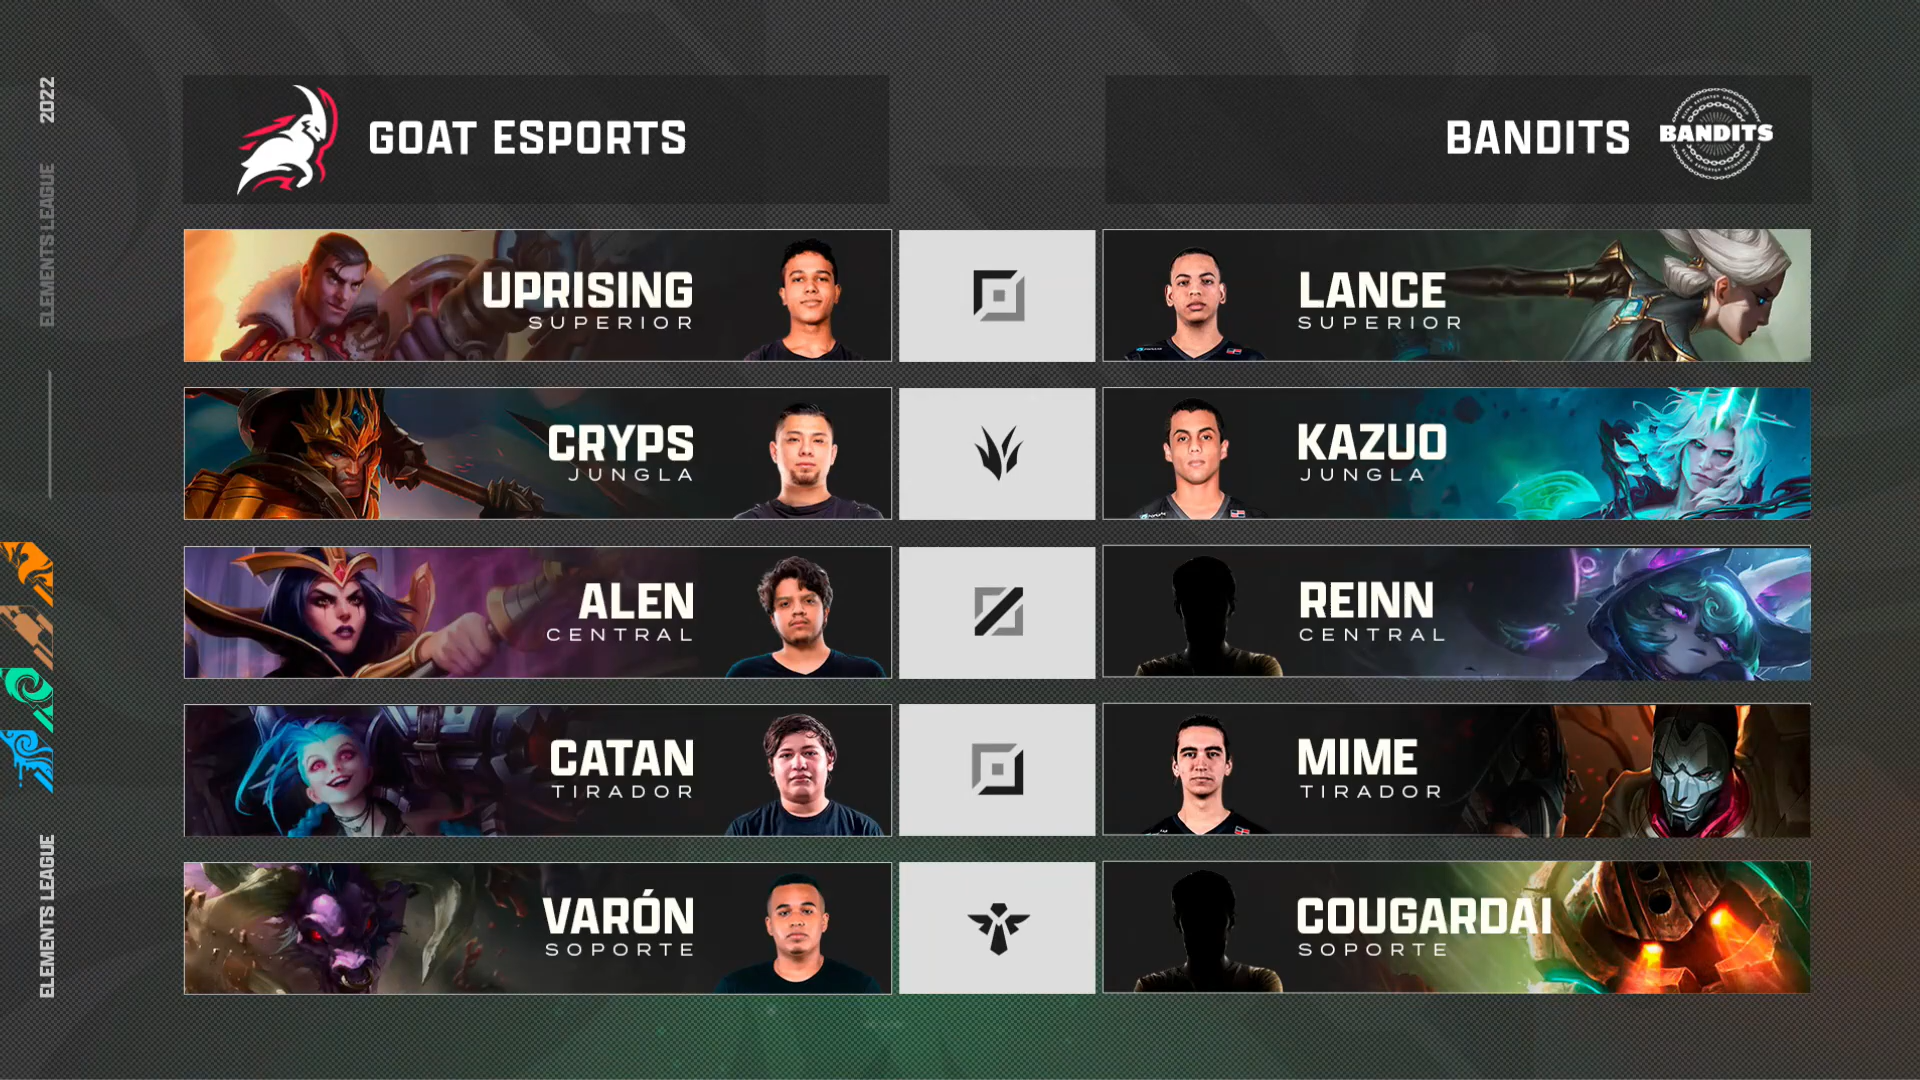 2022
ELEMENTS LEAGUE
ELEMENTS LEAGUE
GOAT ESPORTS
BANDITS
BANDITS
UPRISING
SUPERIOR
LANCE
SUPERIOR
CRYPS
JUNGLA
KAZUO
JUNGLA
ALEN
CENTRAL
REINN
CENTRAL
CATAN
TIRADOR
MIME
TIRADOR
VARÓN
SOPORTE
COUGARDAI
SOPORTE